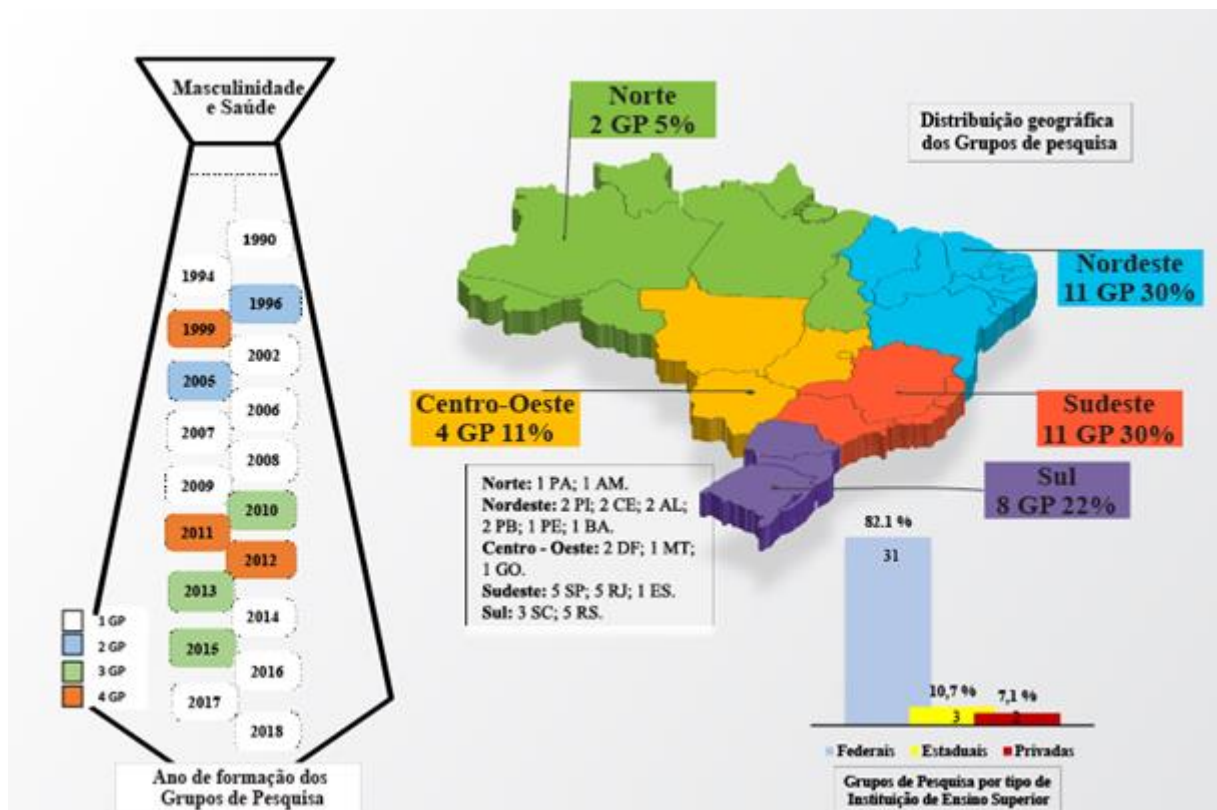 Masculinidade
e Saúde
1990
1994
1996
1999
2002
2005
2006
2007
2008
2009
2010
2011
2012
2013
2014
2015
2016
2017
2018
1 GP
2 GP
3 GP
4 GP
Ano de formação dos
Grupos de Pesquisa
Distribuição geográfica
dos Grupos de pesquisa
Norte
2 GP 5%
Nordeste
11 GP 30%
Centro-Oeste
4 GP 11%
Sudeste
11 GP 30%
Sul
8 GP 22%
Norte: 1 PA; 1 AM.
Nordeste: 2 PI; 2 CE; 2 AL;
2 PB; 1 PE; 1 BA.
Centro - Oeste: 2 DF; 1 MT;
1 GO.
Sudeste: 5 SP; 5 RJ; 1 ES.
Sul: 3 SC; 5 RS.
82.1 %
31
10,7 %
3
7,1 %
2
Federais Estaduais Privadas
Grupos de Pesquisa por tipo de
Instituição de Ensino Superior